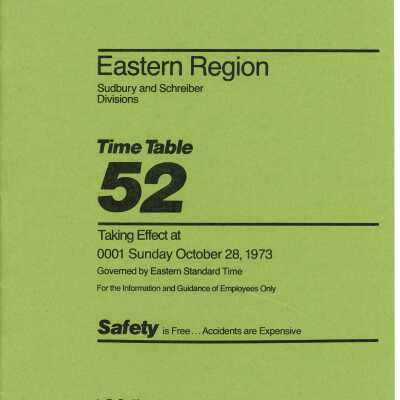 Eastern Region
Sudbury and Schreiber
Divisions
Time Table
52
Taking Effect at
0001 Sunday October 28, 1973
Governed by Eastern Standard Time
For the Information and Guidance of Employees Only
Safety is Free... Accidents are Expensive